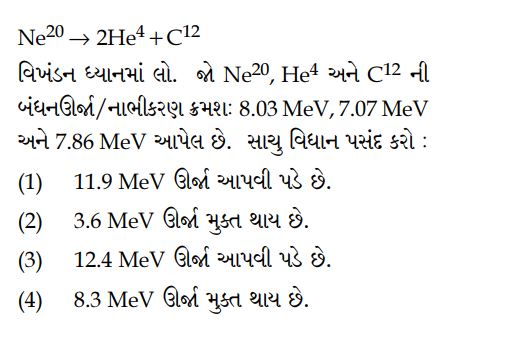 Ne²⁰ → 2He⁴ + C¹²
વિખંડન ધ્યાનમાં લો. જો Ne²⁰, He⁴ અને C¹² ની
બંધનઊર્જા/નાભીકરણ ક્રમશઃ 8.03 MeV, 7.07 MeV
અને 7.86 MeV આપેલ છે. સાચુ વિધાન પસંદ કરો :
(1) 11.9 MeV ઊર્જા આપવી પડે છે.
(2) 3.6 MeV ઊર્જા મુક્ત થાય છે.
(3) 12.4 MeV ઊર્જા આપવી પડે છે.
(4) 8.3 MeV ઊર્જા મુક્ત થાય છે.